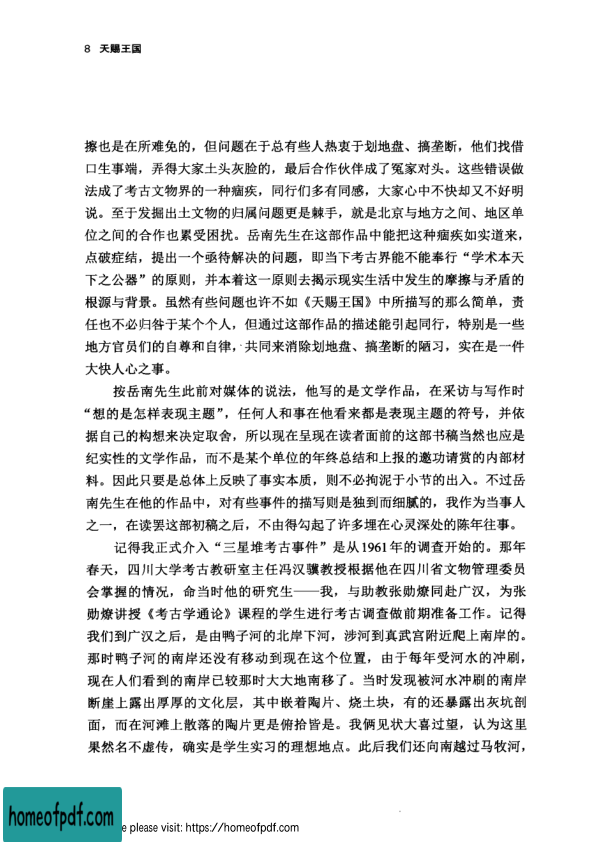 8 天赐王国
擦也是在所难免的，但问题在于总有些人热衷于划地盘、搞垄断，他们找借
口生事端，弄得大家土头灰脸的，最后合作伙伴成了冤家对头。这些错误做
法成了考古文物界的一种痼疾，同行们多有同感，大家心中不快却又不好明
说。至于发掘出土文物的归属问题更是棘手，就是北京与地方之间、地区单
位之间的合作也累受困扰。岳南先生在这部作品中能把这种痼疾如实道来，
点破症结，提出一个亟待解决的问题，即当下考古界能不能奉行“学术本天
下之公器”的原则，并本着这一原则去揭示现实生活中发生的摩擦与矛盾的
根源与背景。虽然有些问题也许不如《天赐王国》中所描写的那么简单，责
任也不必归咎于某个个人，但通过这部作品的描述能引起同行，特别是一些
地方官员们的自尊和自律，共同来消除划地盘、搞垄断的陋习，实在是一件
大快人心之事。
按岳南先生此前对媒体的说法，他写的是文学作品，在采访与写作时
“想的是怎样表现主题”，任何人和事在他看来都是表现主题的符号，并依
据自己的构想来决定取舍，所以现在呈现在读者面前的这部书稿当然也应是
纪实性的文学作品，而不是某个单位的年终总结和上报的邀功请赏的内部材
料。因此只要是总体上反映了事实本质，则不必拘泥于小节的出入。不过岳
南先生在他的作品中，对有些事件的描写则是独到而细腻的，我作为当事人
之一，在读罢这部初稿之后，不由得勾起了许多埋在心灵深处的陈年往事。
记得我正式介入“三星堆考古事件”是从1961年的调查开始的。那年
春天，四川大学考古教研室主任冯汉骥教授根据他在四川省文物管理委员
会掌握的情况，命当时他的研究生——我，与助教张勋燎同赴广汉，为张
勋燎讲授《考古学通论》课程的学生进行考古调查做前期准备工作。记得
我们到广汉之后，是由鸭子河的北岸下河，涉河到真武宫附近爬上南岸的。
那时鸭子河的南岸还没有移动到现在这个位置，由于每年受河水的冲刷，
现在人们看到的南岸已较那时大大地南移了。当时发现被河水冲刷的南岸
断崖上露出厚厚的文化层，其中嵌着陶片、烧土块，有的还暴露出灰坑剖
面，而在河滩上散落的陶片更是俯拾皆是。我俩见状大喜过望，认为这里
果然名不虚传，确实是学生实习的理想地点。此后我们还向南越过马牧河，
homeofpdf.com
e please visit: https://homeofpdf.com